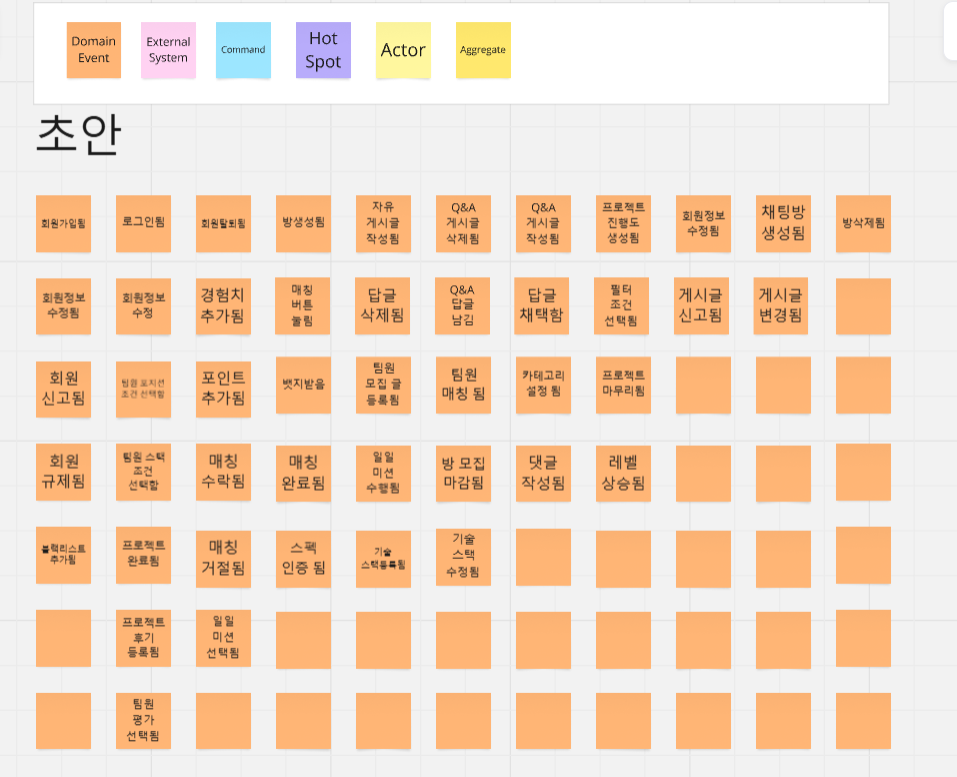 Domain
Event
External
System
Command
Hot
Spot
Actor
Aggregate
초안
회원가입됨
로그인됨
회원탈퇴됨
방생성됨
자유
게시글
작성됨
Q&A
게시글
삭제됨
Q&A
게시글
작성됨
프로젝트
진행도
생성됨
회원정보
수정됨
채팅방
생성됨
방삭제됨
회원정보
수정됨
회원정보
수정
경험치
추가됨
매칭
버튼
눌림
답글
삭제됨
Q&A
답글
남김
답글
채택함
필터
조건
선택됨
게시글
신고됨
게시글
변경됨
회원
신고됨
팀원 포지션
조건 선택함
포인트
추가됨
뱃지받음
팀원
모집 글
등록됨
팀원
매칭 됨
카테고리
설정 됨
프로젝트
마무리됨
회원
규제됨
팀원 스택
조건
선택함
매칭
수락됨
매칭
완료됨
일일
미션
수행됨
방 모집
마감됨
댓글
작성됨
레벨
상승됨
블랙리스트
추가됨
프로젝트
완료됨
매칭
거절됨
스펙
인증 됨
기술
스택등록됨
기술
스택
수정됨
프로젝트
후기
등록됨
일일
미션
선택됨
팀원
평가
선택됨